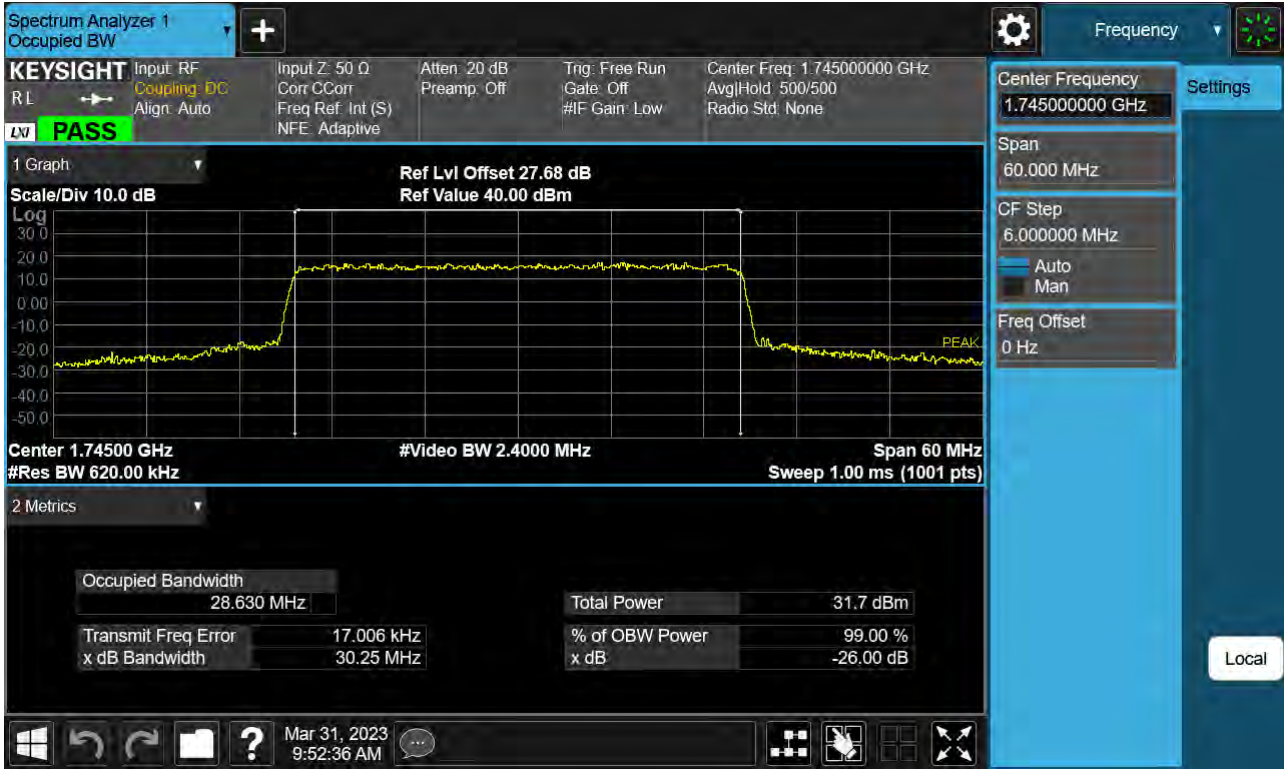 Spectrum Analyzer 1
Occupied BW
+
Frequency
KEYSIGHT
R L
LXI
PASS
Input: RF
Coupling: DC
Align: Auto
Input Z: 50 Ω
Corr CCorr
Freq Ref: Int (S)
NFE: Adaptive
Atten: 20 dB
Preamp: Off
Trig: Free Run
Gate: Off
#IF Gain: Low
Center Freq: 1.745000000 GHz
Avg|Hold: 500/500
Radio Std: None
1 Graph
Scale/Div 10.0 dB
Ref Lvl Offset 27.68 dB
Ref Value 40.00 dBm
Log
30.0
20.0
10.0
0.00
-10.0
-20.0
-30.0
-40.0
-50.0
PEAK
Center 1.74500 GHz
#Video BW 2.4000 MHz
Span 60 MHz
#Res BW 620.00 kHz
Sweep 1.00 ms (1001 pts)
2 Metrics
Occupied Bandwidth
28.630 MHz
Total Power 31.7 dBm
Transmit Freq Error 17.006 kHz
% of OBW Power 99.00 %
x dB Bandwidth 30.25 MHz
x dB -26.00 dB
Center Frequency
1.745000000 GHz
Settings
Span
60.000 MHz
CF Step
6.000000 MHz
Auto
Man
Freq Offset
0 Hz
Local
?
Mar 31, 2023
9:52:36 AM